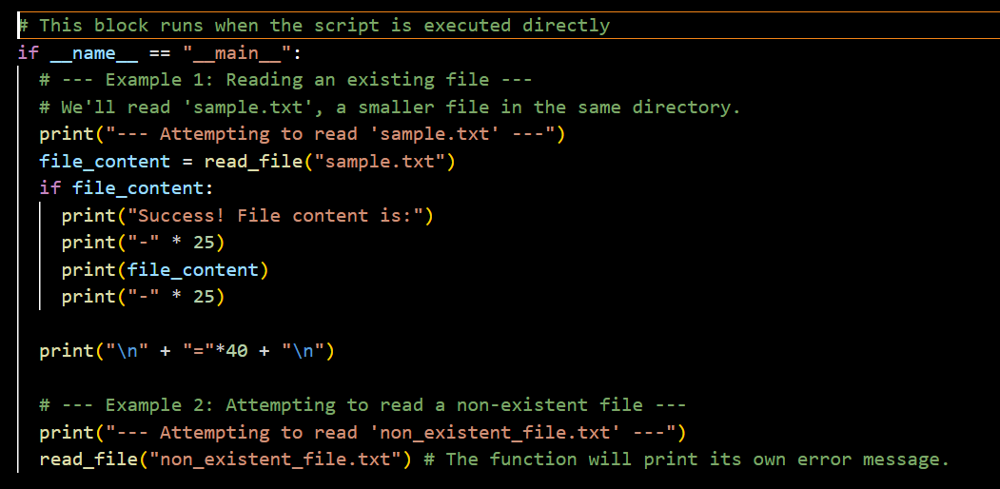 # This block runs when the script is executed directly
if __name__ == "__main__":
  # --- Example 1: Reading an existing file ---
  # We'll read 'sample.txt', a smaller file in the same directory.
  print("--- Attempting to read 'sample.txt' ---")
  file_content = read_file("sample.txt")
  if file_content:
    print("Success! File content is:")
    print("-" * 25)
    print(file_content)
    print("-" * 25)

  print("\n" + "="*40 + "\n")

  # --- Example 2: Attempting to read a non-existent file ---
  print("--- Attempting to read 'non_existent_file.txt' ---")
  read_file("non_existent_file.txt") # The function will print its own error message.